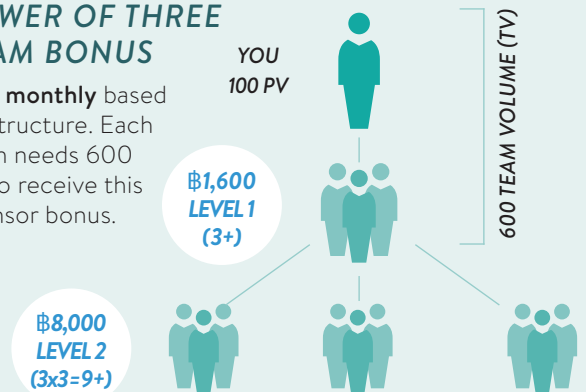 WER OF THREE
AM BONUS
monthly based
tructure. Each
n needs 600
o receive this
nsor bonus.
YOU
100 PV
฿1,600
LEVEL 1
(3+)
600 TEAM VOLUME (TV)
฿8,000
LEVEL 2
(3x3=9+)